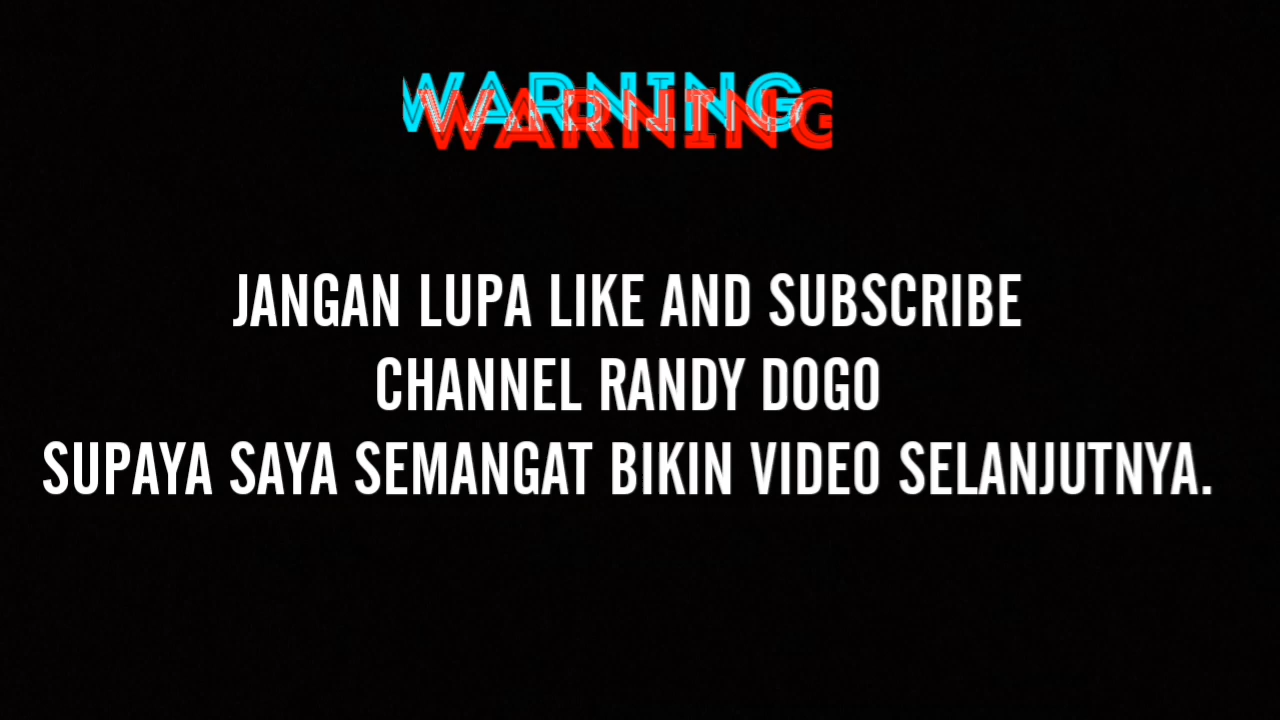 WARNING
JANGAN LUPA LIKE AND SUBSCRIBE
CHANNEL RANDY DOGO
SUPAYA SAYA SEMANGAT BIKIN VIDEO SELANJUTNYA.